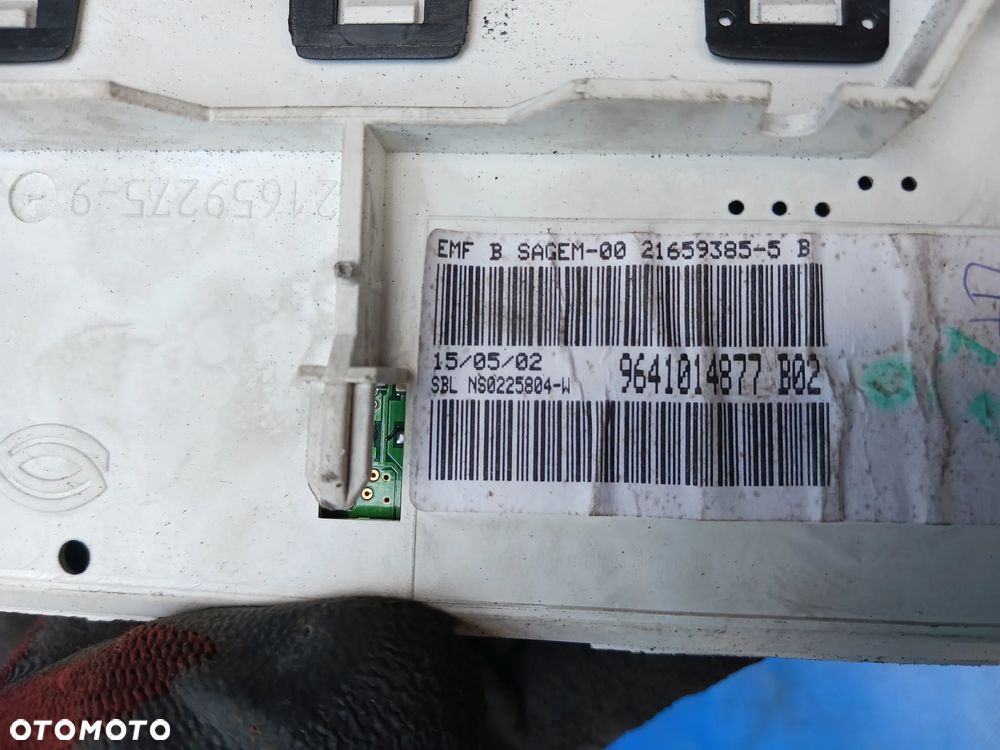 21659275-9
EMF B SAGEM-00 21659385-5 B
15/05/02
SBL NS0225804-W
9641014877 B02
OTOMOTO